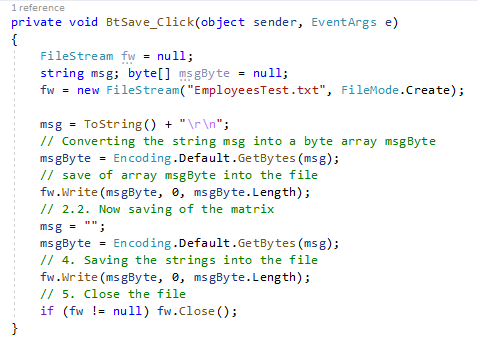 1 reference
private void BtSave_Click(object sender, EventArgs e)
{
FileStream fw = null;
string msg; byte[] msgByte = null;
fw = new FileStream("EmployeesTest.txt", FileMode.Create);
msg = ToString() + "\r\n";
// Converting the string msg into a byte array msgByte
msgByte = Encoding.Default.GetBytes(msg);
// save of array msgByte into the file
fw.Write(msgByte, 0, msgByte.Length);
// 2.2. Now saving of the matrix
msg = "";
msgByte = Encoding.Default.GetBytes(msg);
// 4. Saving the strings into the file
fw.Write(msgByte, 0, msgByte.Length);
// 5. Close the file
if (fw != null) fw.Close();
}